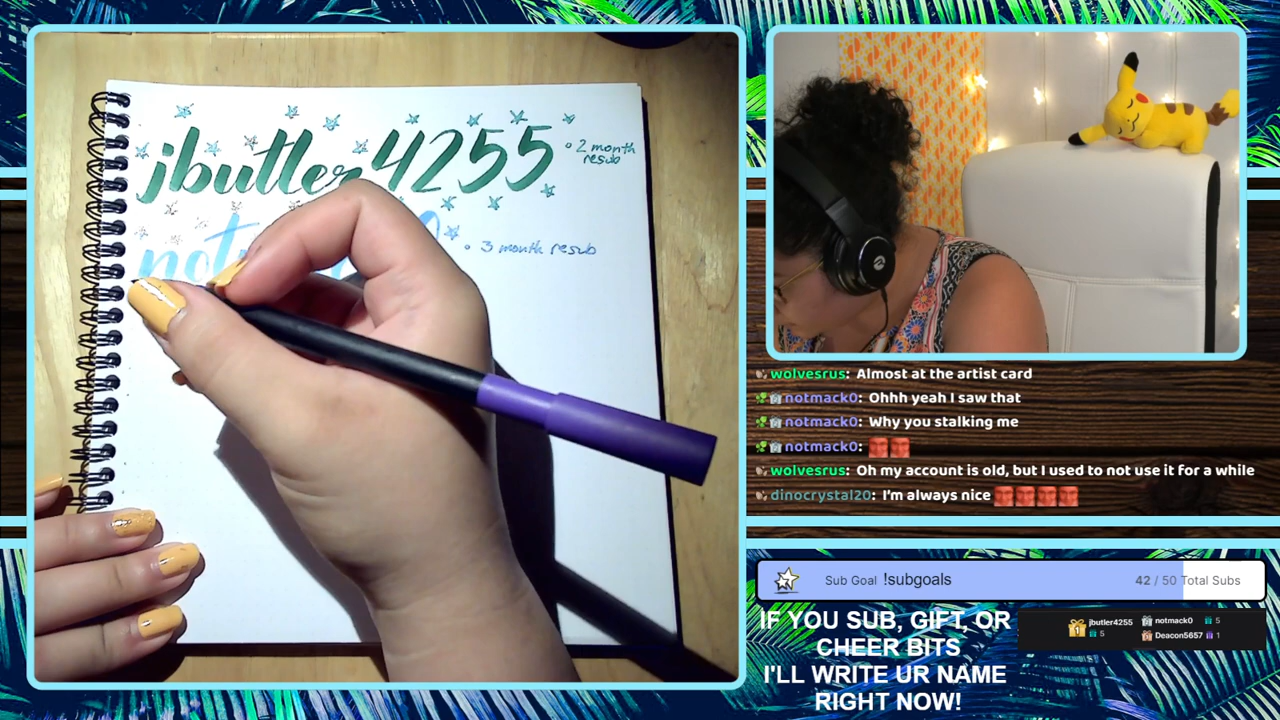 jbutler4255
• 2 month
resub
• 3 month resub
wolvesrus: Almost at the artist card
notmack0: Ohhh yeah I saw that
notmack0: Why you stalking me
notmack0:
wolvesrus: Oh my account is old, but I used to not use it for a while
dinocrystal20: I'm always nice
Sub Goal !subgoals 42 / 50 Total Subs
IF YOU SUB, GIFT, OR
CHEER BITS
I'LL WRITE UR NAME
RIGHT NOW!
1 jbutler4255 5
notmack0 5
Deacon5657 1